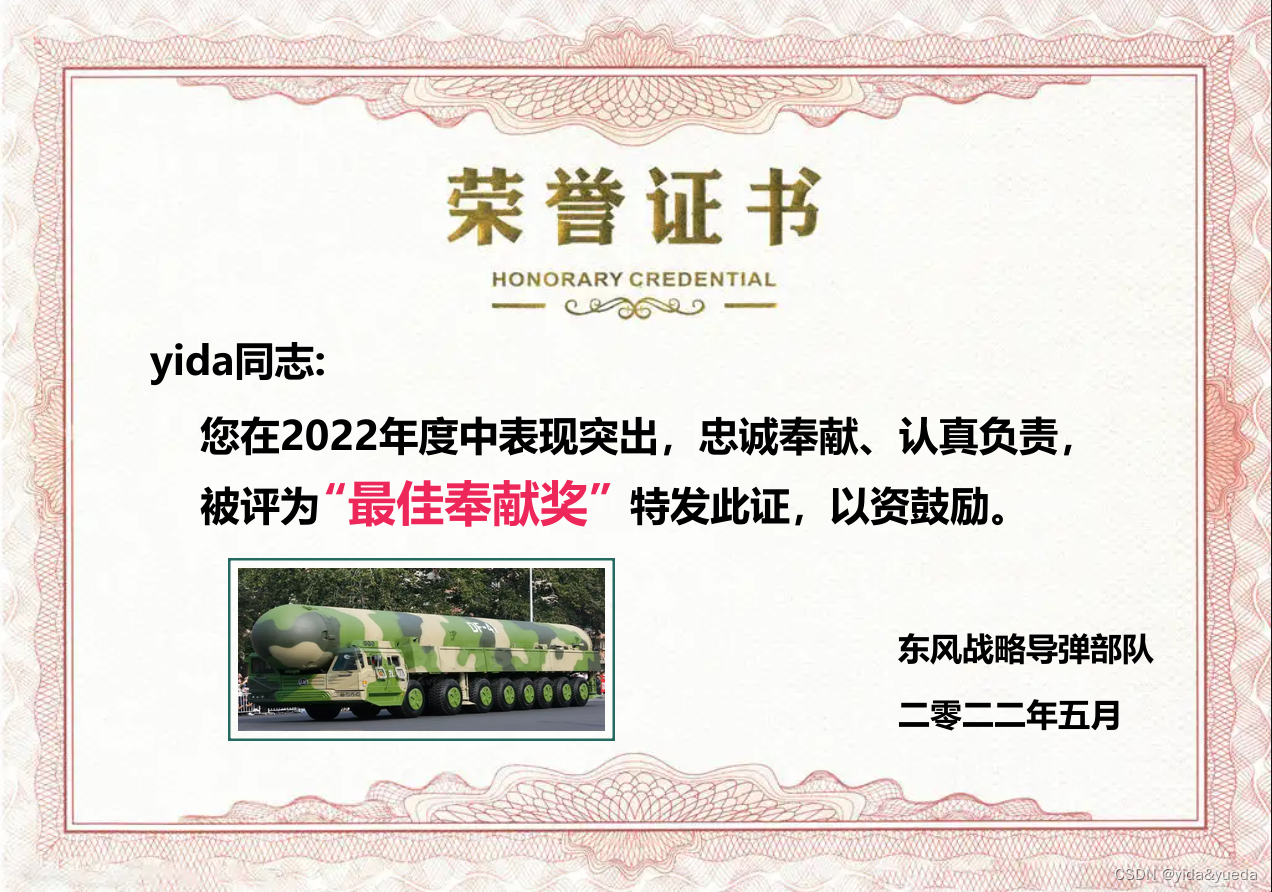 荣誉证书
HONORARY CREDENTIAL
yida同志:
您在2022年度中表现突出，忠诚奉献、认真负责，
被评为“最佳奉献奖”特发此证，以资鼓励。
东风战略导弹部队
二零二二年五月
CSDN @yida&yueda